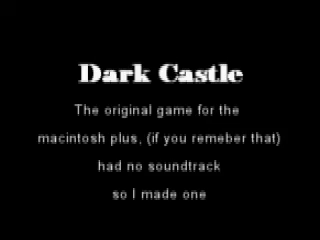 Dark Castle
The original game for the
macintosh plus, (if you remeber that)
had no soundtrack
so I made one